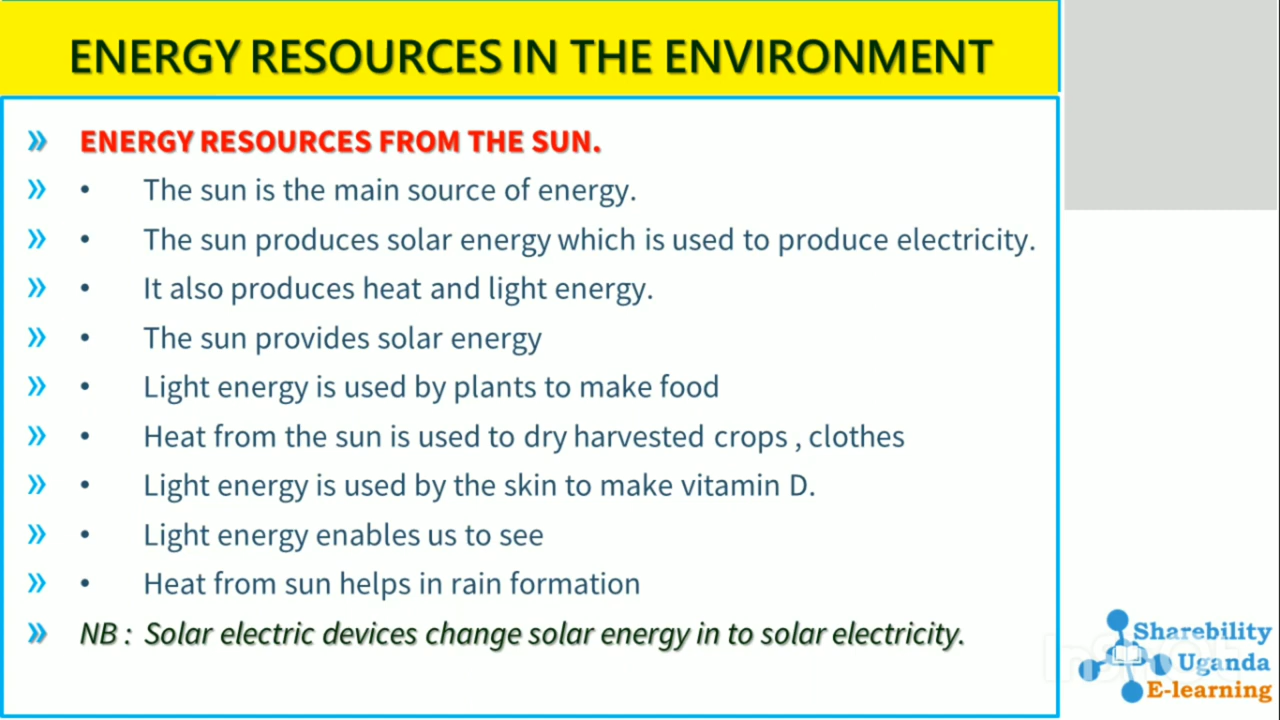 ENERGY RESOURCES IN THE ENVIRONMENT
» ENERGY RESOURCES FROM THE SUN.
» • The sun is the main source of energy.
» • The sun produces solar energy which is used to produce electricity.
» • It also produces heat and light energy.
» • The sun provides solar energy
» • Light energy is used by plants to make food
» • Heat from the sun is used to dry harvested crops , clothes
» • Light energy is used by the skin to make vitamin D.
» • Light energy enables us to see
» • Heat from sun helps in rain formation
» NB : Solar electric devices change solar energy in to solar electricity.
Sharebility
Uganda
E-learning